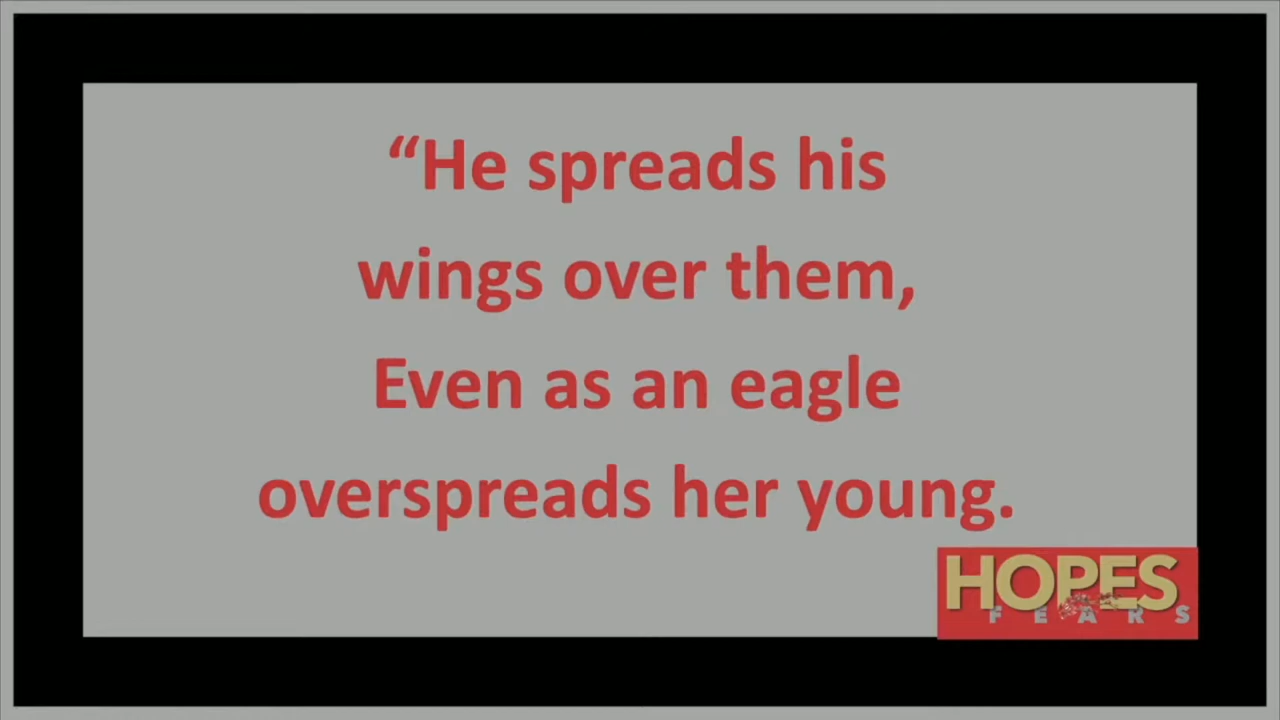 “He spreads his
wings over them,
Even as an eagle
overspreads her young.
HOPES
FEARS